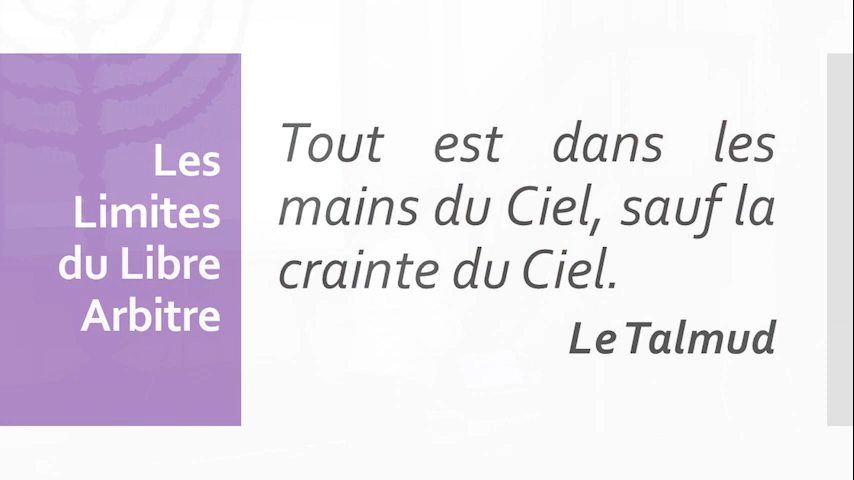 Les
Limites
du Libre
Arbitre
Tout est dans les
mains du Ciel, sauf la
crainte du Ciel.
Le Talmud